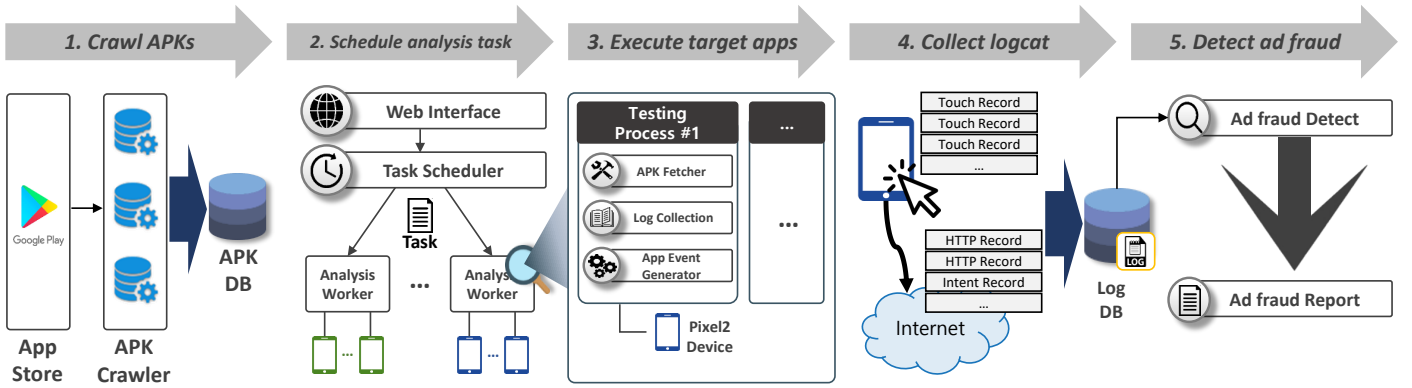 1. Crawl APKs
2. Schedule analysis task
3. Execute target apps
4. Collect logcat
5. Detect ad fraud
Google Play
App
Store
APK
Crawler
APK
DB
Web Interface
Task Scheduler
Task
Analysis
Worker
...
Analysis
Worker
...
...
Testing
Process #1
APK Fetcher
Log Collection
App Event
Generator
Pixel2
Device
...
...
Touch Record
Touch Record
Touch Record
...
HTTP Record
HTTP Record
Intent Record
...
Internet
LOG
Log
DB
Ad fraud Detect
Ad fraud Report